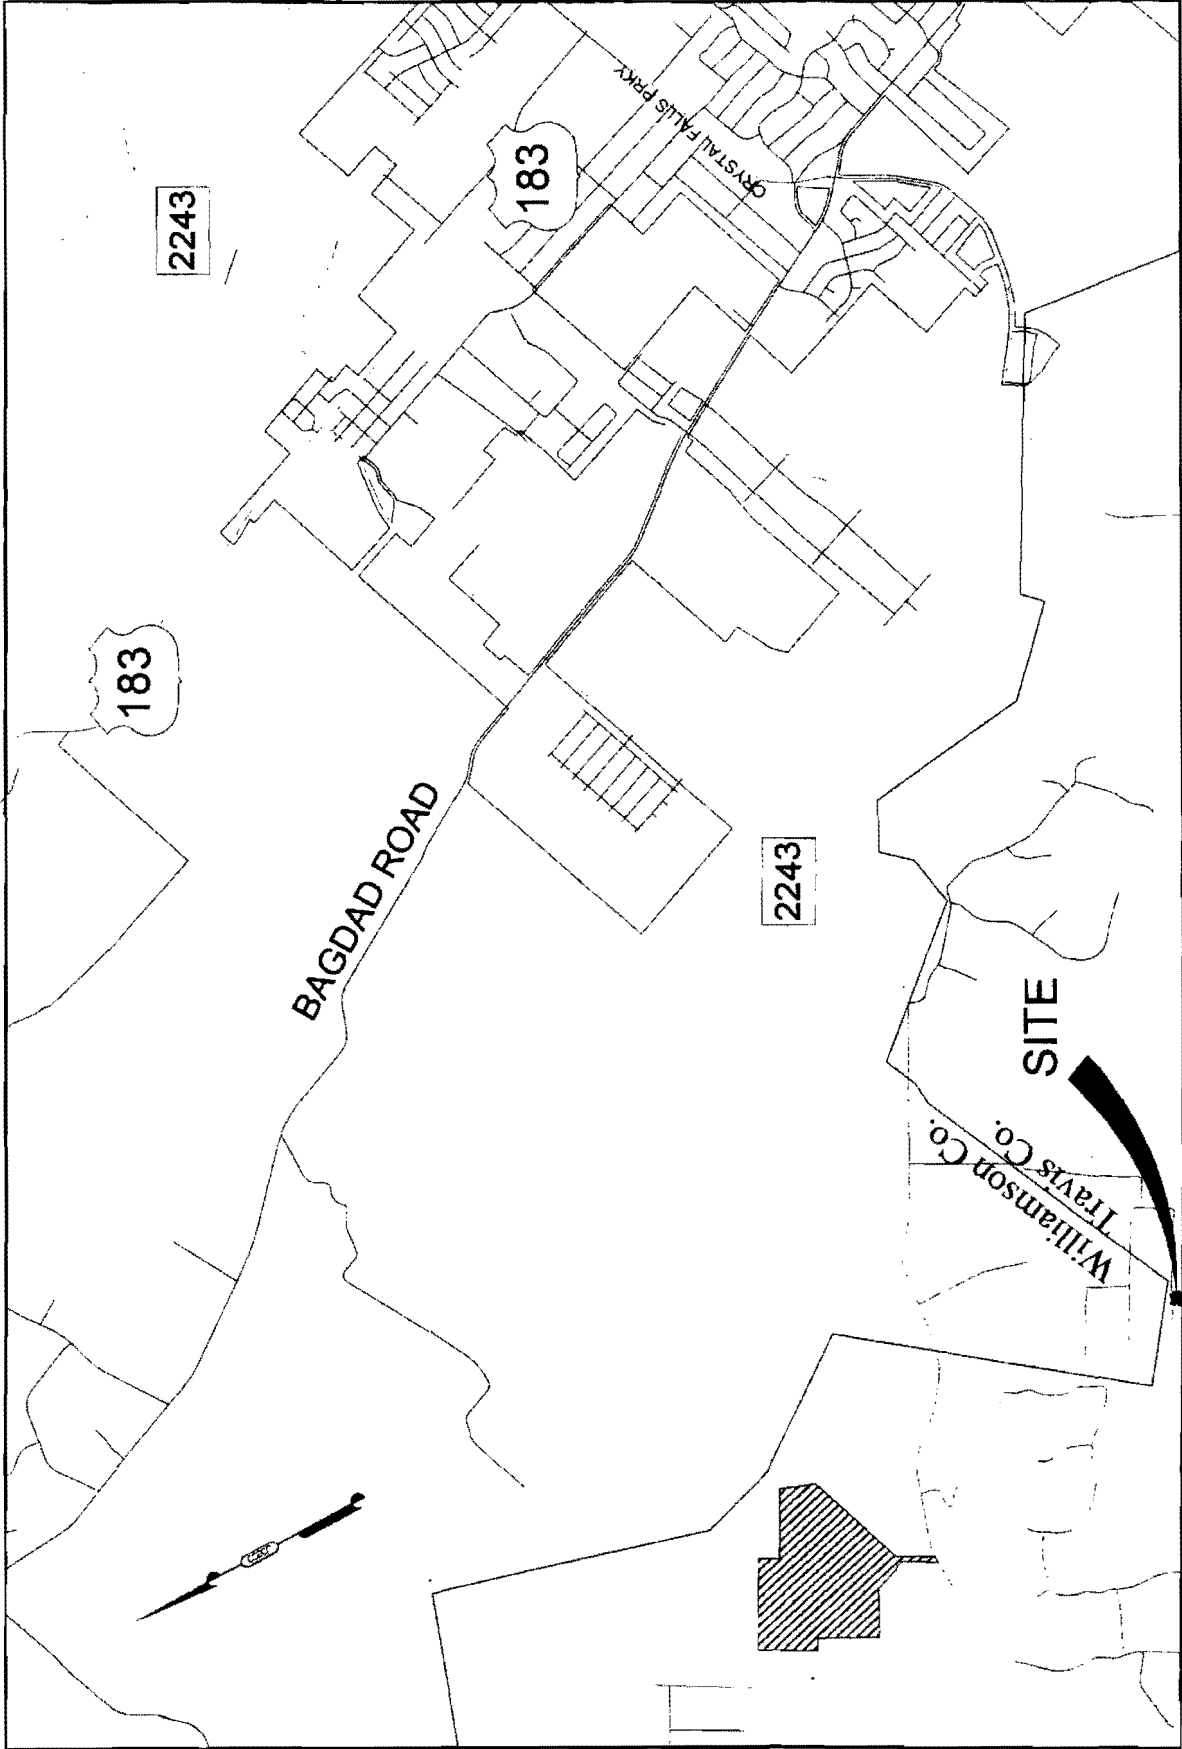 2243
183
CRYSTAL FALLS PRKY
183
BAGDAD ROAD
2243
SITE
Williamson Co.
Travis Co.